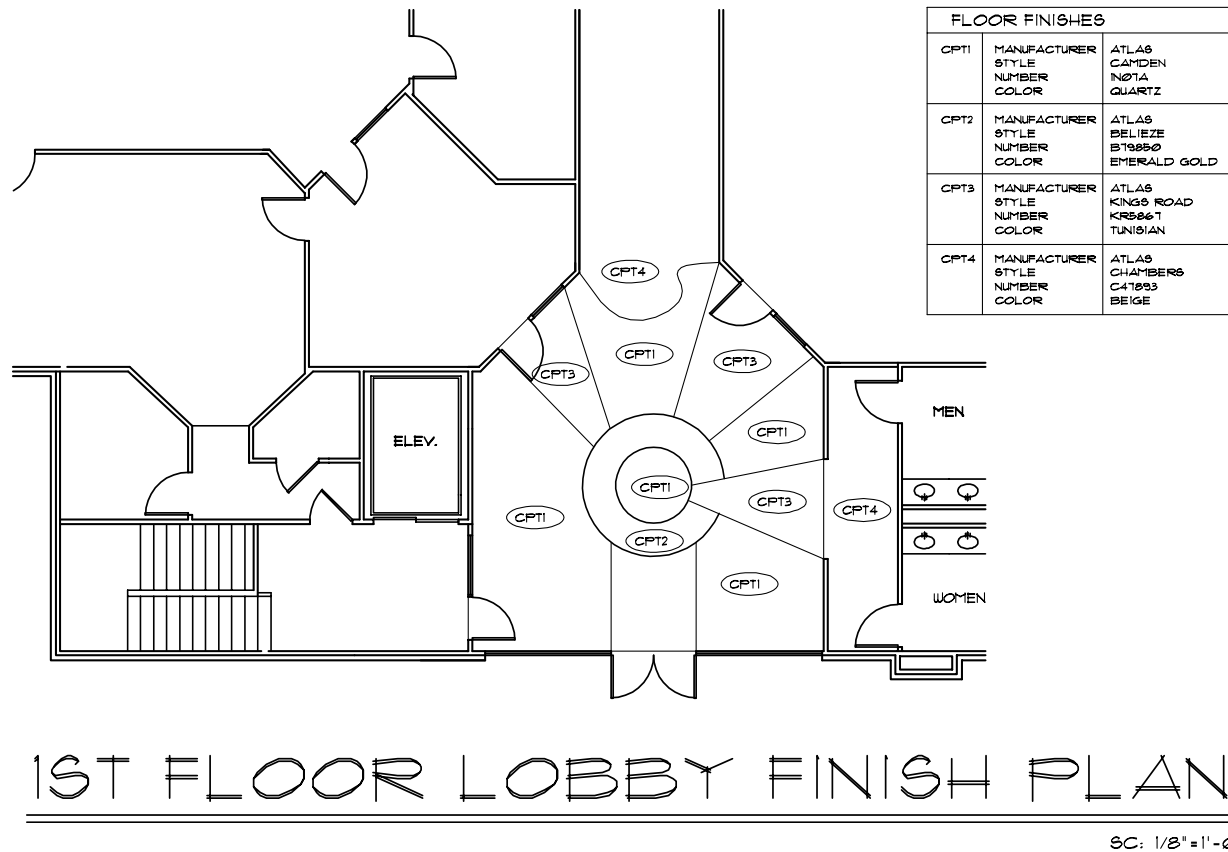 FLOOR FINISHES
CPT1 MANUFACTURER ATLAS
STYLE CAMDEN
NUMBER IN07A
COLOR QUARTZ
CPT2 MANUFACTURER ATLAS
STYLE BELIEZE
NUMBER B79850
COLOR EMERALD GOLD
CPT3 MANUFACTURER ATLAS
STYLE KINGS ROAD
NUMBER KR5867
COLOR TUNISIAN
CPT4 MANUFACTURER ATLAS
STYLE CHAMBERS
NUMBER C47893
COLOR BEIGE
CPT4
CPT1
CPT3
CPT3
MEN
CPT1
ELEV.
CPT1
CPT3
CPT4
CPT1
CPT2
CPT1
WOMEN
1ST FLOOR LOBBY FINISH PLAN
SC: 1/8"=1'-0